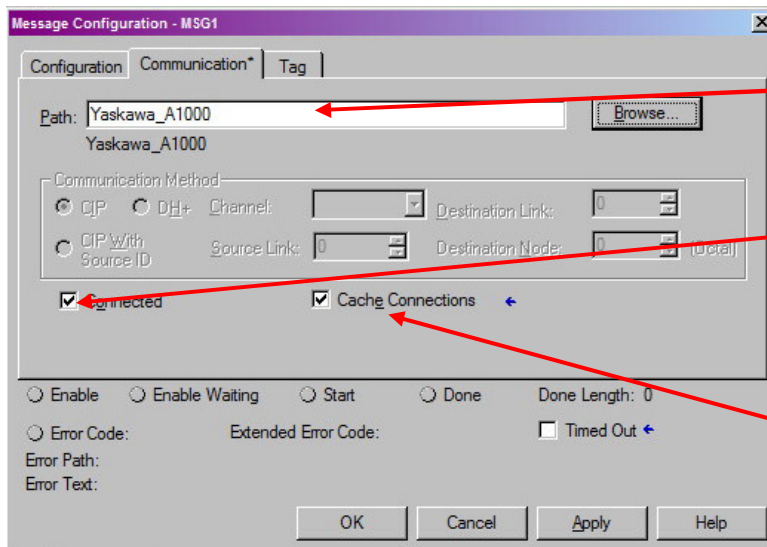 Message Configuration - MSG1
Configuration Communication* Tag
Path: Yaskawa_A1000 Browse...
Yaskawa_A1000
Communication Method
CIP DH+ Channel: Destination Link: 0
CIP With Source ID Source Link: 0 Destination Node: 0 (Octal)
Connected Cache Connections
Enable Enable Waiting Start Done Done Length: 0
Error Code: Extended Error Code: Timed Out
Error Path:
Error Text:
OK Cancel Apply Help